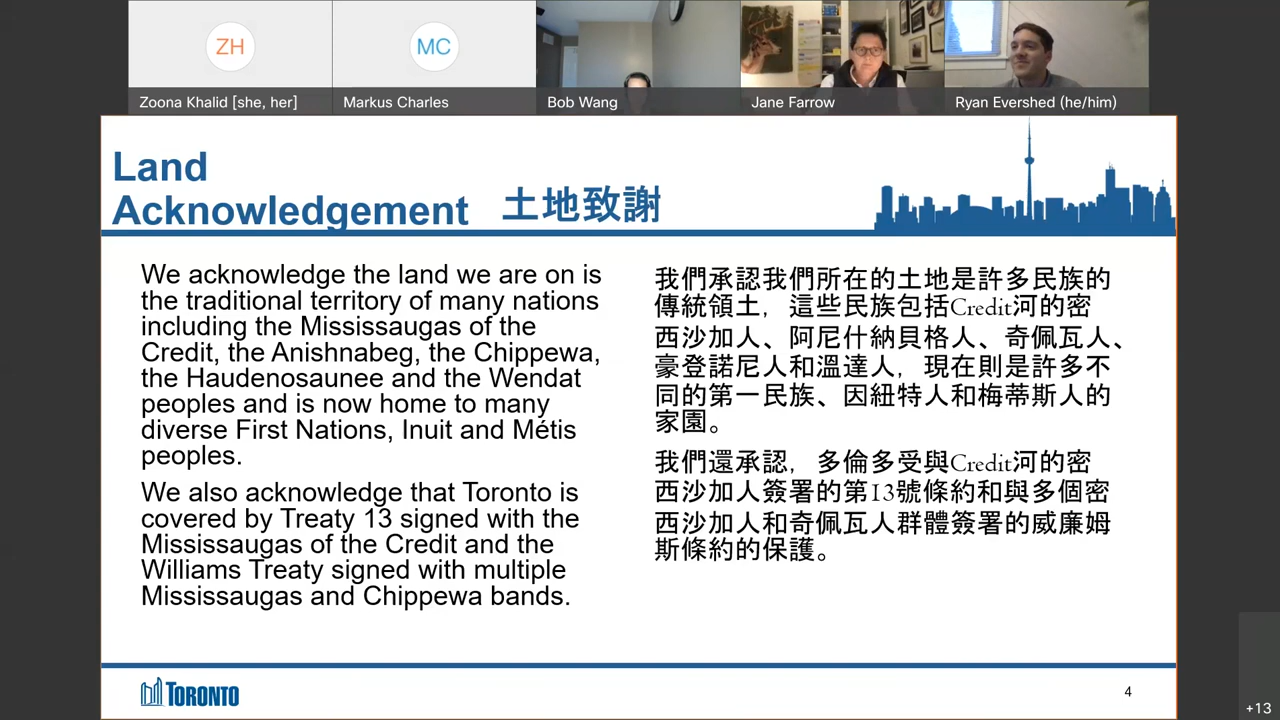 ZH
MC
Zoona Khalid [she, her]
Markus Charles
Bob Wang
Jane Farrow
Ryan Evershed (he/him)
Land
Acknowledgement 土地致謝
We acknowledge the land we are on is
the traditional territory of many nations
including the Mississaugas of the
Credit, the Anishnabeg, the Chippewa,
the Haudenosaunee and the Wendat
peoples and is now home to many
diverse First Nations, Inuit and Métis
peoples.
We also acknowledge that Toronto is
covered by Treaty 13 signed with the
Mississaugas of the Credit and the
Williams Treaty signed with multiple
Mississaugas and Chippewa bands.
我們承認我們所在的土地是許多民族的
傳統領土，這些民族包括Credit河的密
西沙加人、阿尼什納貝格人、奇佩瓦人、
豪登諾尼人和溫達人，現在則是許多不
同的第一民族、因紐特人和梅蒂斯人的
家園。
我們還承認，多倫多受與Credit河的密
西沙加人簽署的第13號條約和與多個密
西沙加人和奇佩瓦人群體簽署的威廉姆
斯條約的保護。
TORONTO
4
+13